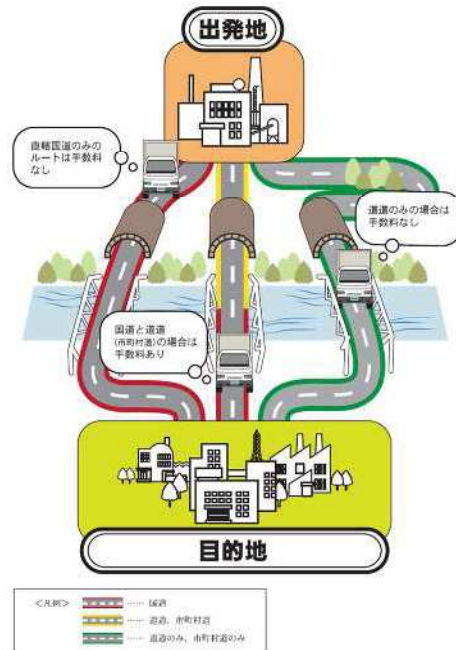 出発地
直轄国道のみの
ルートは手数料
なし
道道のみの場合は
手数料なし
国道と道道
(市町村道)の場合は
手数料あり
目的地
<凡例>
…… 国道
…… 道道、市町村道
…… 道道のみ、市町村道のみ